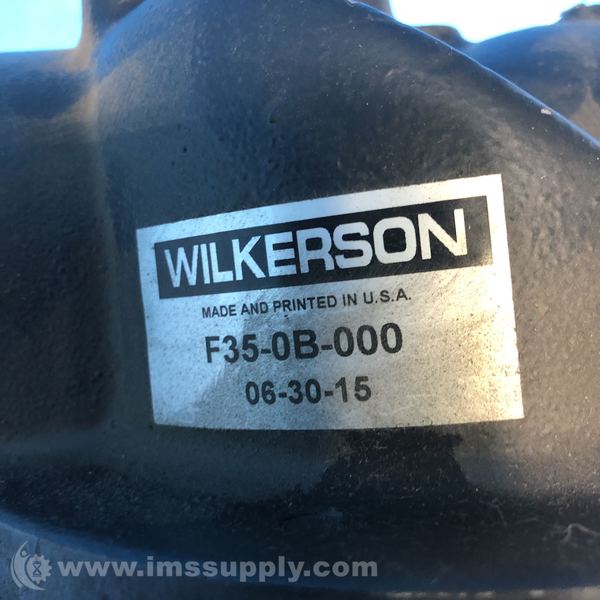 WILKERSON
MADE AND PRINTED IN U.S.A.
F35-0B-000
06-30-15
www.imssupply.com